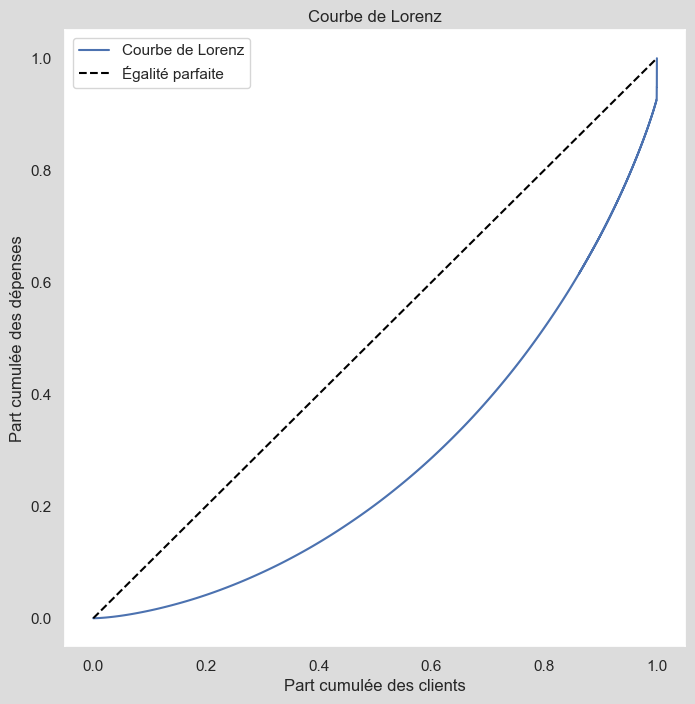 Courbe de Lorenz
Courbe de Lorenz
Égalité parfaite
1.0
0.8
0.6
0.4
0.2
0.0
Part cumulée des dépenses
0.0 0.2 0.4 0.6 0.8 1.0
Part cumulée des clients